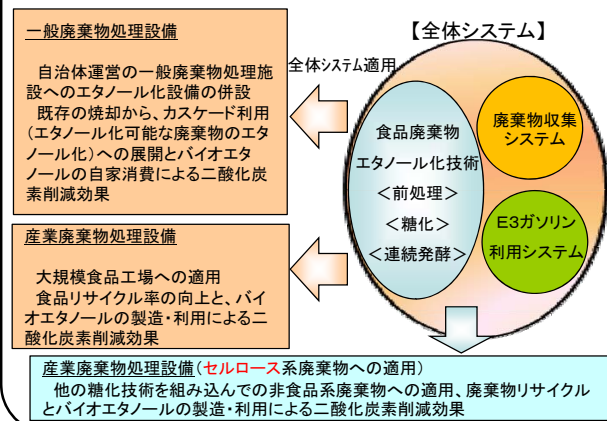 一般廃棄物処理設備
自治体運営の一般廃棄物処理施
設へのエタノール化設備の併設
既存の焼却から、カスケード利用
(エタノール化可能な廃棄物のエタ
ノール化)への展開とバイオエタ
ノールの自家消費による二酸化炭
素削減効果
産業廃棄物処理設備
大規模食品工場への適用
食品リサイクル率の向上と、バイ
オエタノールの製造・利用による二
酸化炭素削減効果
全体システム適用
【全体システム】
食品廃棄物
エタノール化技術
<前処理>
<糖化>
<連続発酵>
廃棄物収集
システム
E3ガソリン
利用システム
産業廃棄物処理設備(セルロース系廃棄物への適用)
他の糖化技術を組み込んでの非食品系廃棄物への適用、廃棄物リサイクル
とバイオエタノールの製造・利用による二酸化炭素削減効果